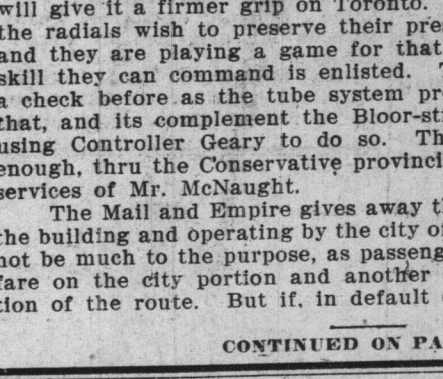 will give it a firmer grip on Toronto.
the radials wish to preserve their pre
and they are playing a game for that
skill they can command is enlisted.
a check before as the tube system pr
that, and its complement the Bloor-st
using Controller Geary to do so. Th
enough, thru the Conservative provinci
services of Mr. McNaught.
The Mail and Empire gives away t
the building and operating by the city of
not be much to the purpose, as passeng
fare on the city portion and another
tion of the route. But if, in default
CONTINUED ON PA